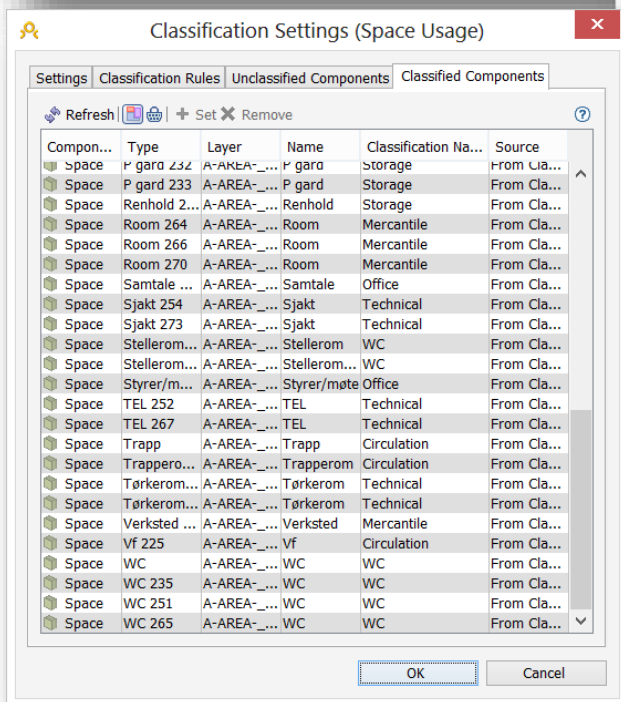 Classification Settings (Space Usage)
Settings Classification Rules Unclassified Components Classified Components
Refresh Set Remove
Compon... Type Layer Name Classification Na... Source
Space P gard 232 A-AREA-_... P gard Storage From Cla...
Space P gard 233 A-AREA-_... P gard Storage From Cla...
Space Renhold 2... A-AREA-_... Renhold Storage From Cla...
Space Room 264 A-AREA-_... Room Mercantile From Cla...
Space Room 266 A-AREA-_... Room Mercantile From Cla...
Space Room 270 A-AREA-_... Room Mercantile From Cla...
Space Samtale ... A-AREA-_... Samtale Office From Cla...
Space Sjakt 254 A-AREA-_... Sjakt Technical From Cla...
Space Sjakt 273 A-AREA-_... Sjakt Technical From Cla...
Space Stellerom... A-AREA-_... Stellerom WC From Cla...
Space Stellerom... A-AREA-_... Stellerom... WC From Cla...
Space Styrer/m... A-AREA-_... Styrer/møte Office From Cla...
Space TEL 252 A-AREA-_... TEL Technical From Cla...
Space TEL 267 A-AREA-_... TEL Technical From Cla...
Space Trapp A-AREA-_... Trapp Circulation From Cla...
Space Trappero... A-AREA-_... Trapperom Circulation From Cla...
Space Tørkerom... A-AREA-_... Tørkerom Technical From Cla...
Space Tørkerom... A-AREA-_... Tørkerom Technical From Cla...
Space Verksted ... A-AREA-_... Verksted Mercantile From Cla...
Space Vf 225 A-AREA-_... Vf Circulation From Cla...
Space WC A-AREA-_... WC WC From Cla...
Space WC 235 A-AREA-_... WC WC From Cla...
Space WC 251 A-AREA-_... WC WC From Cla...
Space WC 265 A-AREA-_... WC WC From Cla...
OK Cancel